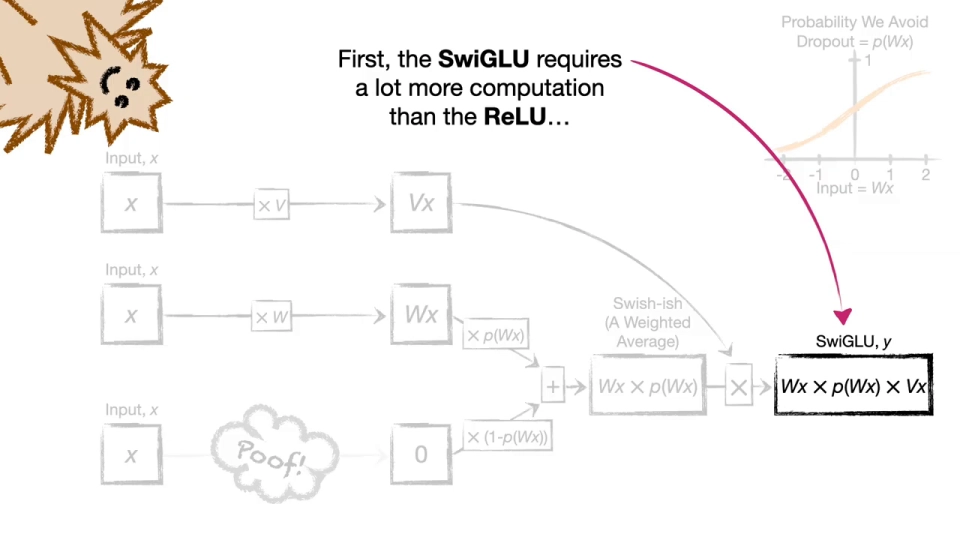 Probability We Avoid
Dropout = p(Wx)
1
-2 -1 0 1 2
Input = Wx
First, the SwiGLU requires
a lot more computation
than the ReLU…
Input, x
x
× V
Vx
Input, x
x
× W
Wx
× p(Wx)
Swish-ish
(A Weighted
Average)
+
Wx × p(Wx)
×
SwiGLU, y
Wx × p(Wx) × Vx
Input, x
x
Poof!
0
× (1-p(Wx))